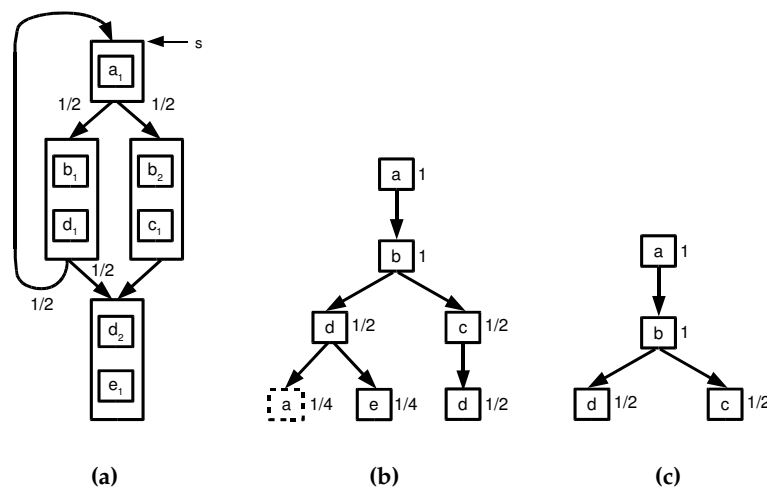 s
a₁
1/2 1/2
b₁ b₂
d₁ c₁
1/2
1/2
d₂
e₁
(a)
a 1
b 1
d 1/2 c 1/2
a 1/4 e 1/4 d 1/2
(b)
a 1
b 1
d 1/2 c 1/2
(c)